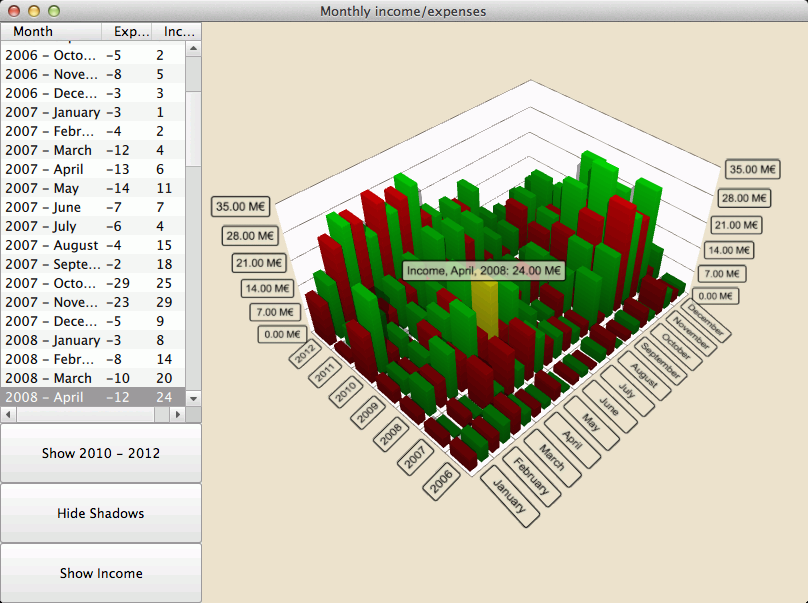 Monthly income/expenses
Month Exp... Inc...
2006 – Octo... –5 2
2006 – Nove... –8 5
2006 – Dece... –3 3
2007 – January –3 1
2007 – Febr... –4 2
2007 – March –12 4
2007 – April –13 6
2007 – May –14 11
2007 – June –7 7
2007 – July –6 4
2007 – August –4 15
2007 – Septe... –2 18
2007 – Octo... –29 25
2007 – Nove... –23 29
2007 – Dece... –5 9
2008 – January –3 8
2008 – Febr... –8 14
2008 – March –10 20
2008 – April –12 24
Show 2010 – 2012
Hide Shadows
Show Income
35.00 M€
28.00 M€
21.00 M€
14.00 M€
7.00 M€
0.00 M€
Income, April, 2008: 24.00 M€
35.00 M€
28.00 M€
21.00 M€
14.00 M€
7.00 M€
0.00 M€
2012
2011
2010
2009
2008
2007
2006
January
February
March
April
May
June
July
August
September
October
November
December